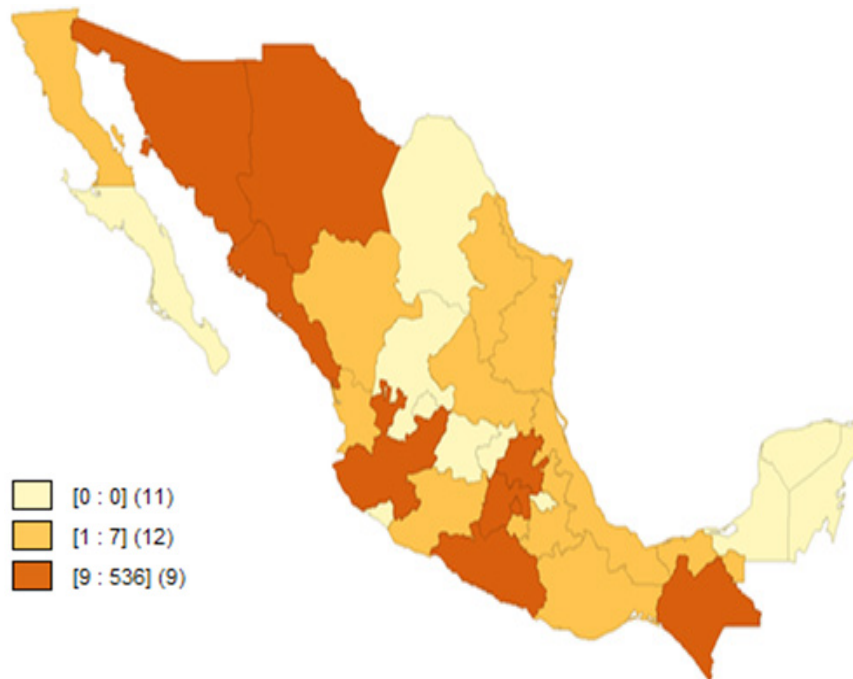 [0 : 0] (11)
[1 : 7] (12)
[9 : 536] (9)